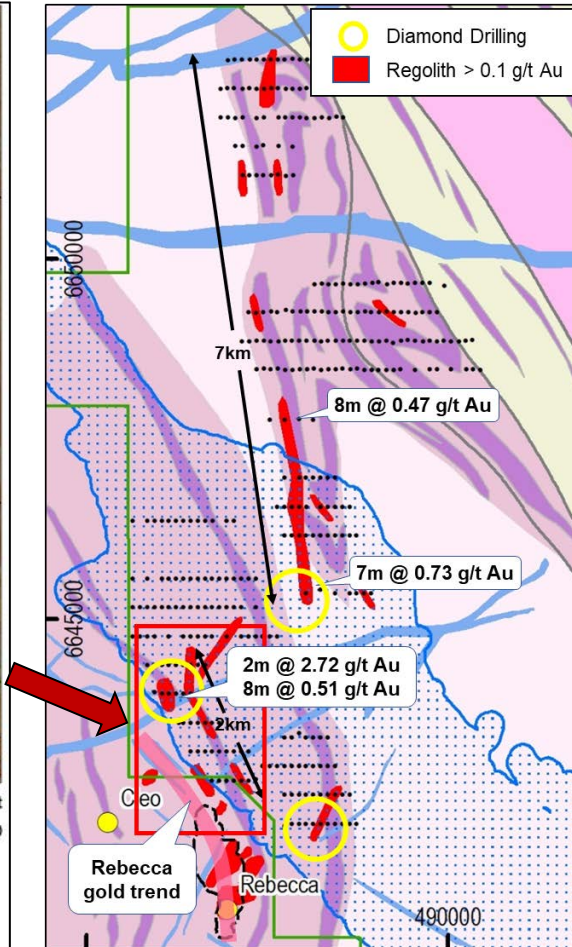 Diamond Drilling
Regolith > 0.1 g/t Au
6650000
7km
8m @ 0.47 g/t Au
7m @ 0.73 g/t Au
6645000
2m @ 2.72 g/t Au
8m @ 0.51 g/t Au
2km
Cleo
Rebecca
gold trend
Rebecca
490000